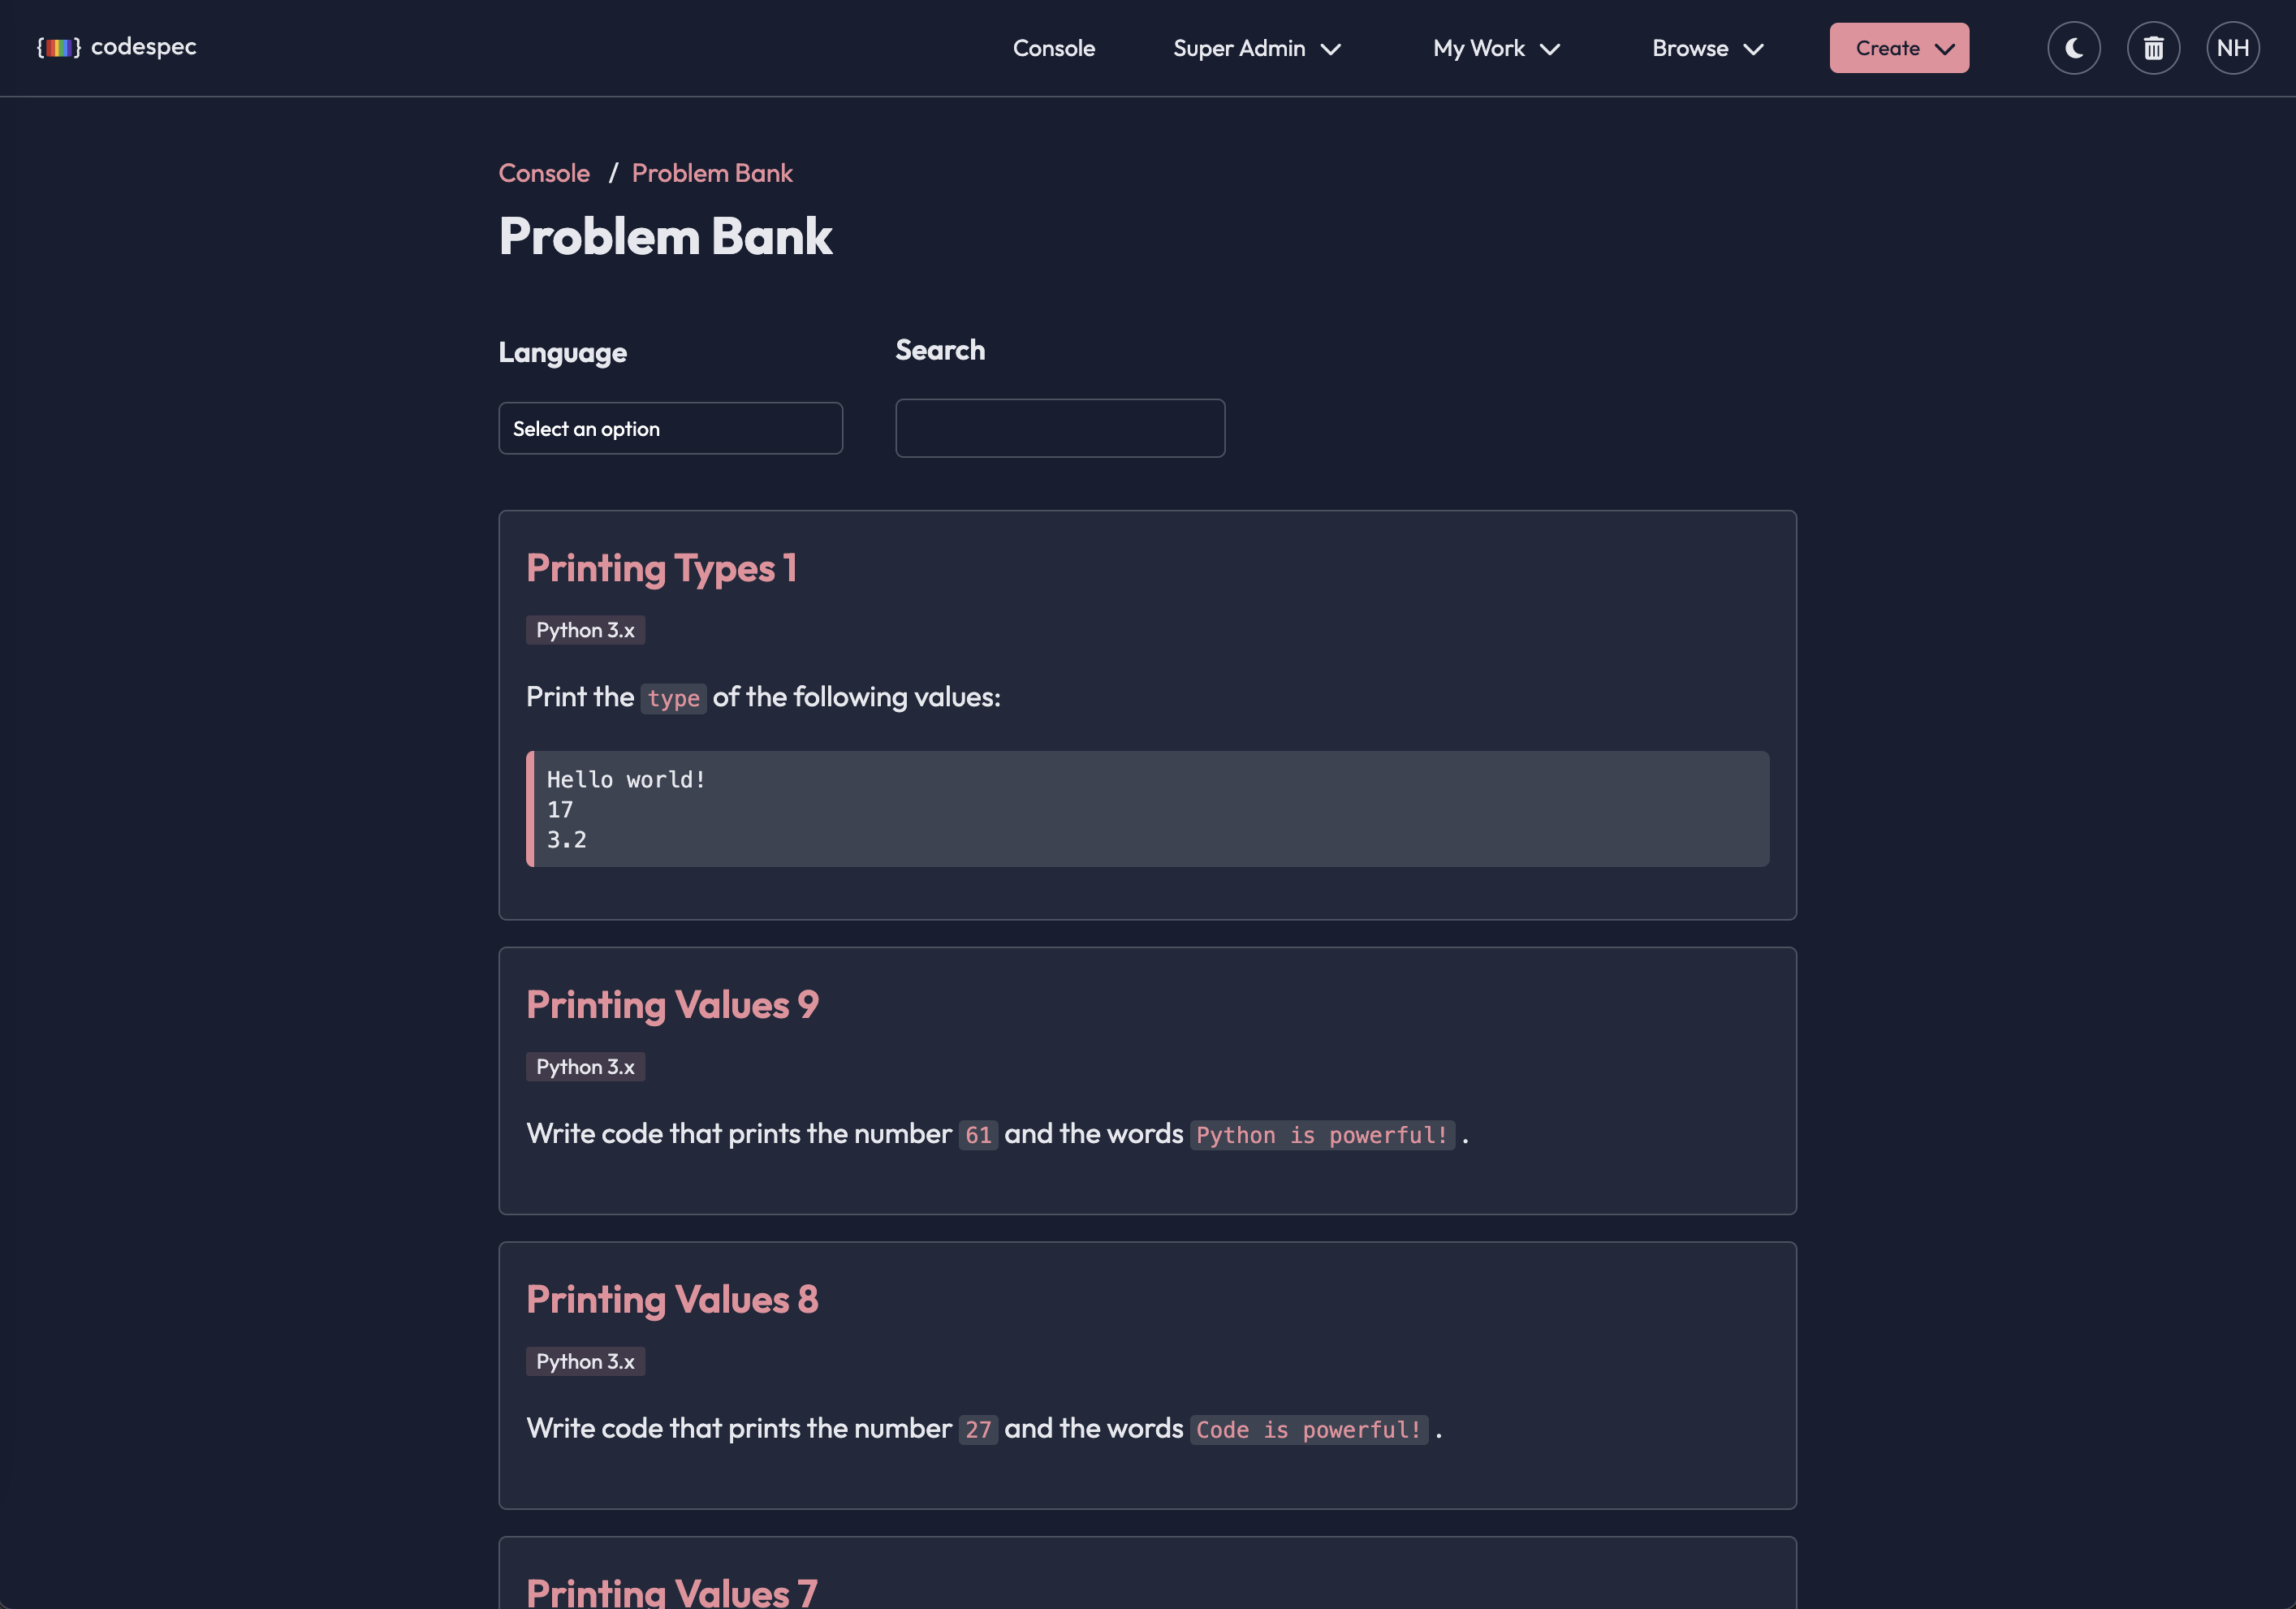 codespec
Console
Super Admin
My Work
Browse
Create
NH
Console / Problem Bank
Problem Bank
Language
Search
Select an option
Printing Types 1
Python 3.x
Print the type of the following values:
Hello world!
17
3.2
Printing Values 9
Python 3.x
Write code that prints the number 61 and the words Python is powerful! .
Printing Values 8
Python 3.x
Write code that prints the number 27 and the words Code is powerful! .
Printing Values 7